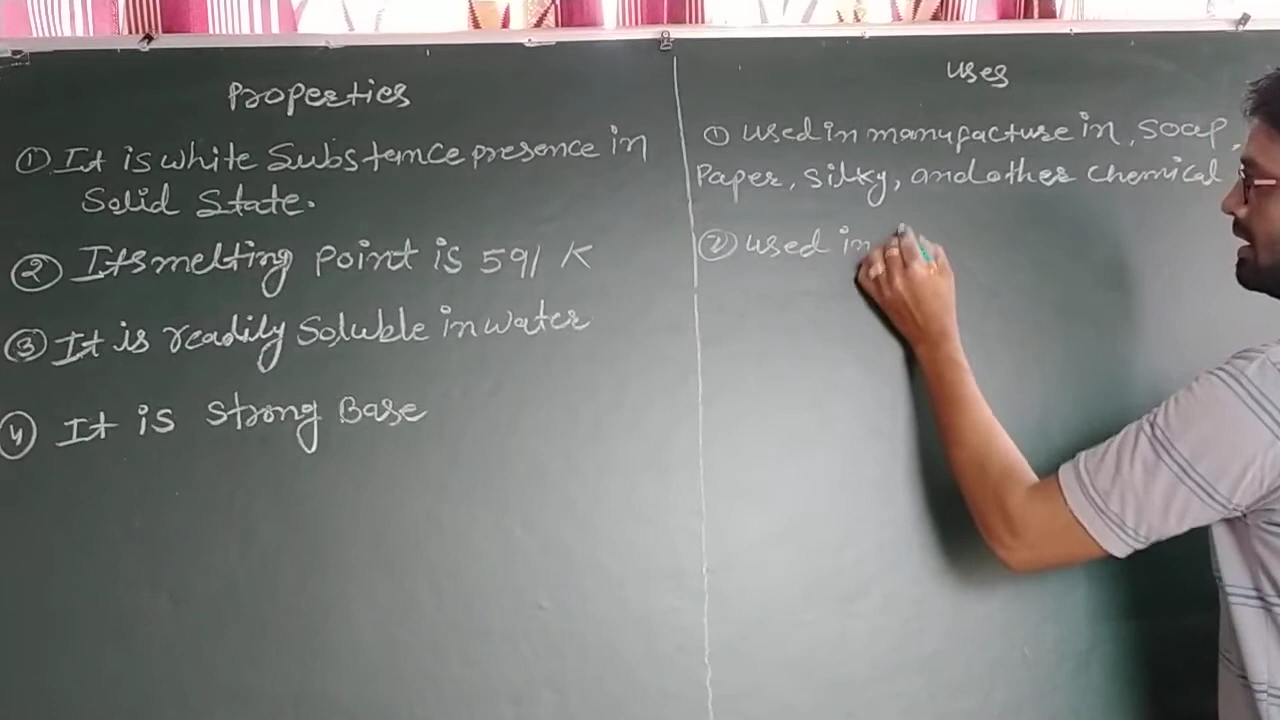 Properties
① It is white Substemce presence in
Solid State.
② Its melting Point is 591 K
③ It is readily Soluble in water
④ It is Strong Base
Uses
① used in manufacture in, soap,
Paper, silky, and other chemical
② used in